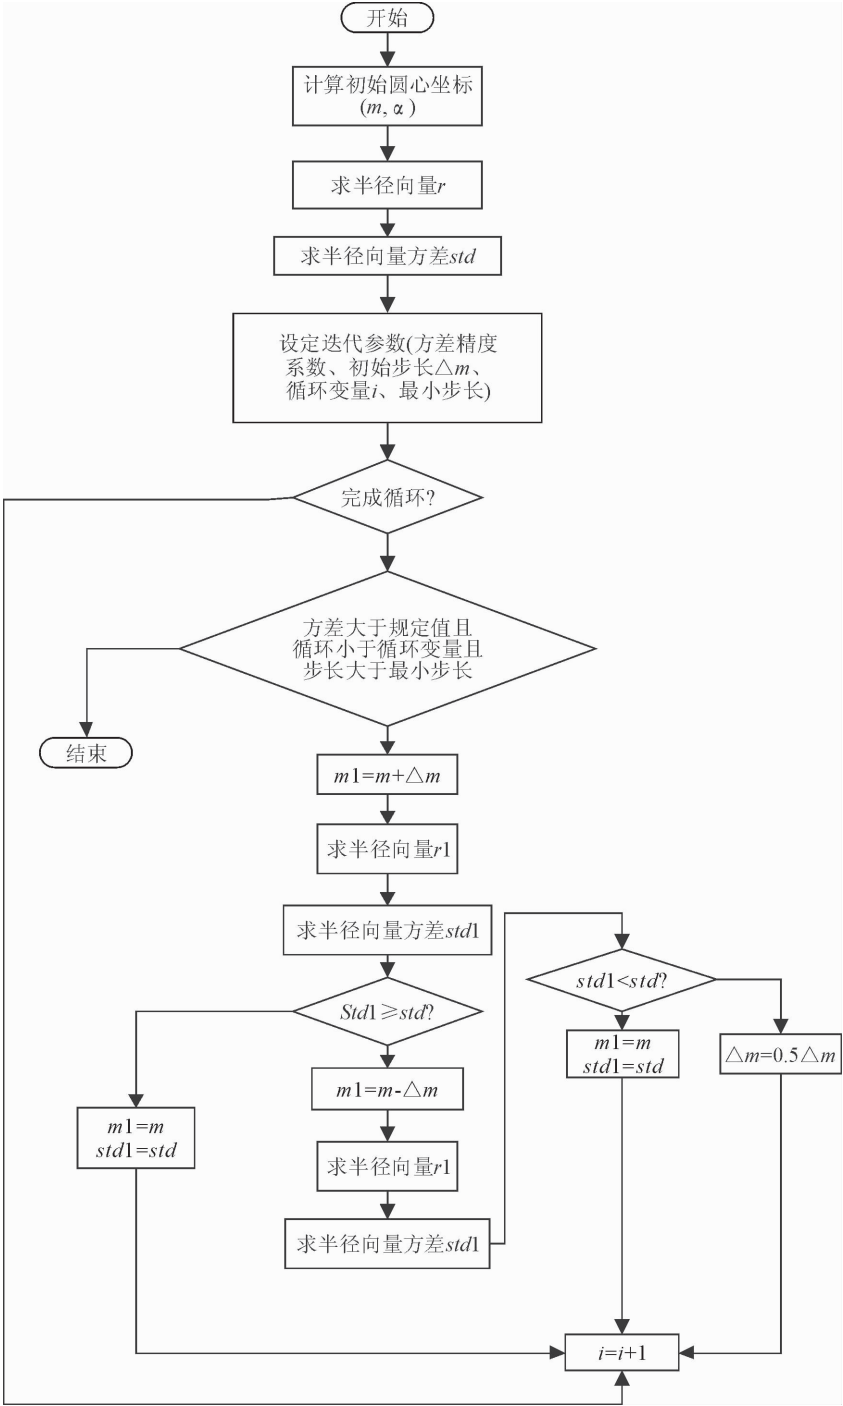 开始
计算初始圆心坐标
(m, α)
求半径向量r
求半径向量方差std
设定迭代参数(方差精度
系数、初始步长△m、
循环变量i、最小步长)
完成循环?
方差大于规定值且
循环小于循环变量且
步长大于最小步长
结束
m1=m+△m
求半径向量r1
求半径向量方差std1
Std1≥std?
m1=m
std1=std
m1=m-△m
求半径向量r1
求半径向量方差std1
std1<std?
m1=m
std1=std
△m=0.5△m
i=i+1